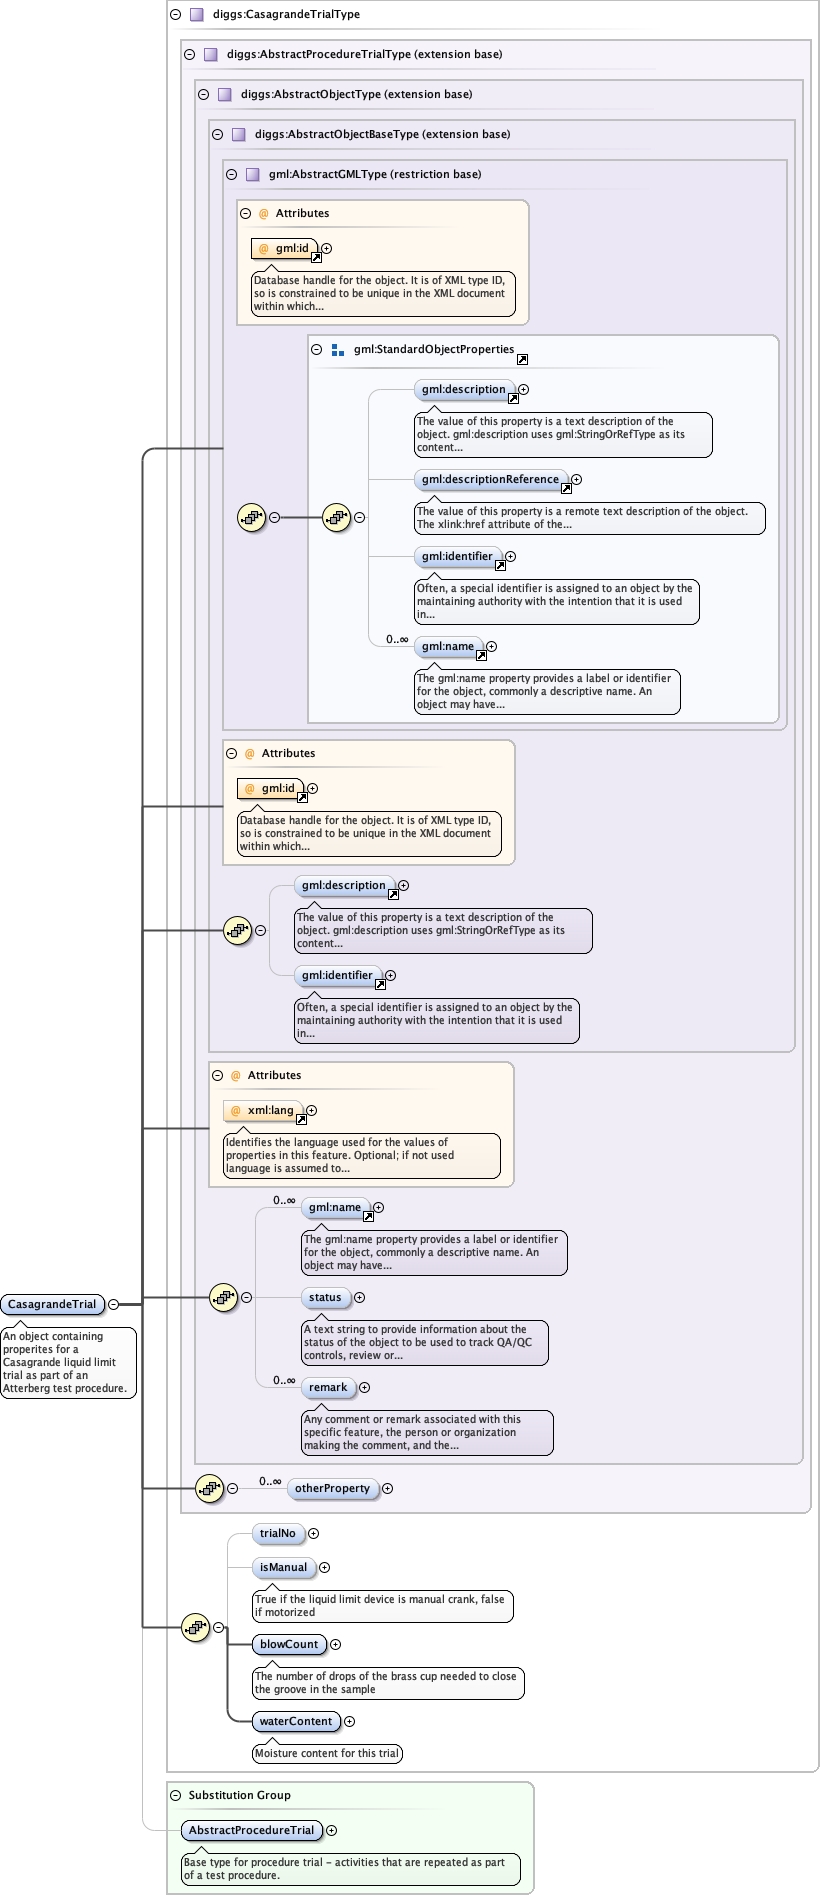 diggs:CasagrandeTrialType
diggs:AbstractProcedureTrialType (extension base)
diggs:AbstractObjectType (extension base)
diggs:AbstractObjectBaseType (extension base)
gml:AbstractGMLType (restriction base)
@ Attributes
@ gml:id
Database handle for the object. It is of XML type ID,
so is constrained to be unique in the XML document
within which...
gml:StandardObjectProperties
gml:description
The value of this property is a text description of the
object. gml:description uses gml:StringOrRefType as its
content...
gml:descriptionReference
The value of this property is a remote text description of the object.
The xlink:href attribute of the...
gml:identifier
Often, a special identifier is assigned to an object by the
maintaining authority with the intention that it is used
in...
0..∞
gml:name
The gml:name property provides a label or identifier
for the object, commonly a descriptive name. An
object may have...
@ Attributes
@ gml:id
Database handle for the object. It is of XML type ID,
so is constrained to be unique in the XML document
within which...
gml:description
The value of this property is a text description of the
object. gml:description uses gml:StringOrRefType as its
content...
gml:identifier
Often, a special identifier is assigned to an object by the
maintaining authority with the intention that it is used
in...
@ Attributes
@ xml:lang
Identifies the language used for the values of
properties in this feature. Optional; if not used
language is assumed to...
0..∞
gml:name
The gml:name property provides a label or identifier
for the object, commonly a descriptive name. An
object may have...
status
A text string to provide information about the
status of the object to be used to track QA/QC
controls, review or...
0..∞
remark
Any comment or remark associated with this
specific feature, the person or organization
making the comment, and the...
CasagrandeTrial
An object containing
properites for a
Casagrande liquid limit
trial as part of an
Atterberg test procedure.
0..∞
otherProperty
trialNo
isManual
True if the liquid limit device is manual crank, false
if motorized
blowCount
The number of drops of the brass cup needed to close
the groove in the sample
waterContent
Moisture content for this trial
Substitution Group
AbstractProcedureTrial
Base type for procedure trial - activities that are repeated as part
of a test procedure.